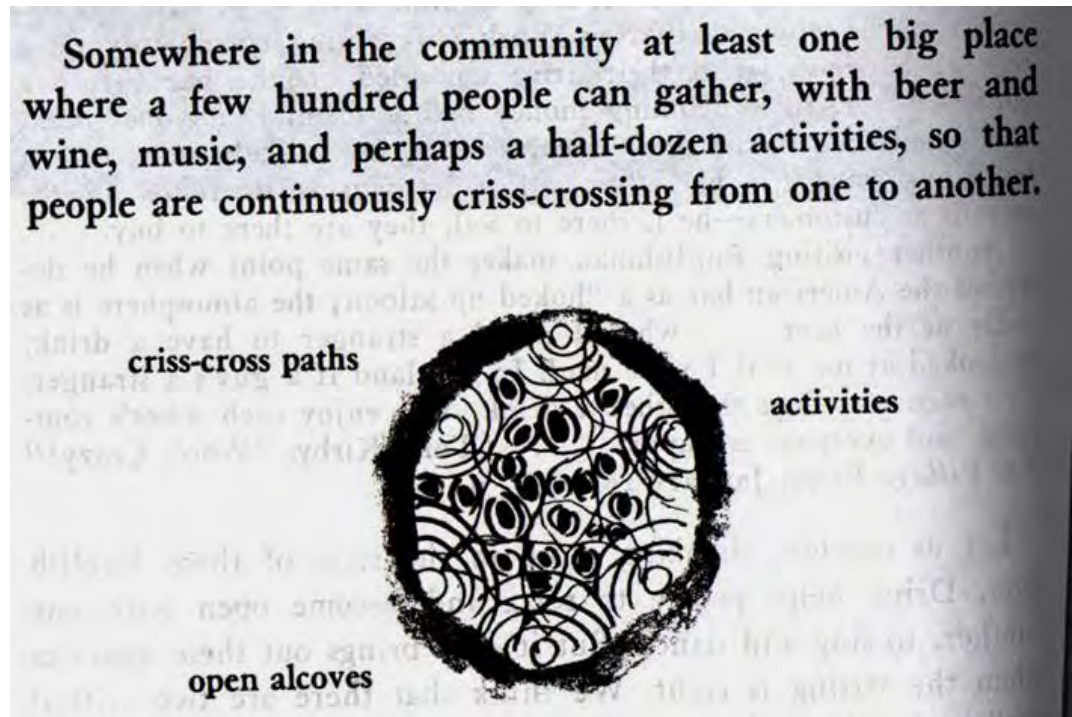 Somewhere in the community at least one big place
where a few hundred people can gather, with beer and
wine, music, and perhaps a half-dozen activities, so that
people are continuously criss-crossing from one to another.
criss-cross paths
activities
open alcoves